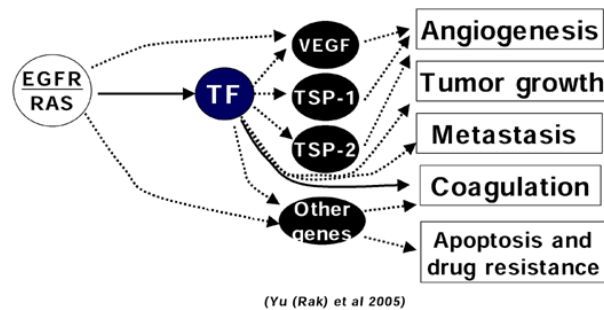 EGFR
RAS
TF
VEGF
TSP-1
TSP-2
Other
genes
Angiogenesis
Tumor growth
Metastasis
Coagulation
Apoptosis and
drug resistance
(Yu (Rak) et al 2005)